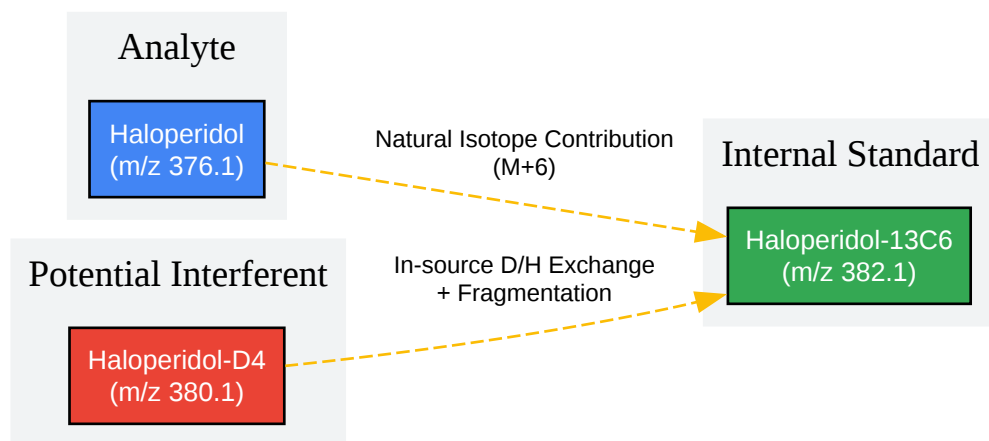 Analyte
Haloperidol
(m/z 376.1)
Natural Isotope Contribution
(M+6)
Internal Standard
Haloperidol-13C6
(m/z 382.1)
Potential Interferent
In-source D/H Exchange
+ Fragmentation
Haloperidol-D4
(m/z 380.1)